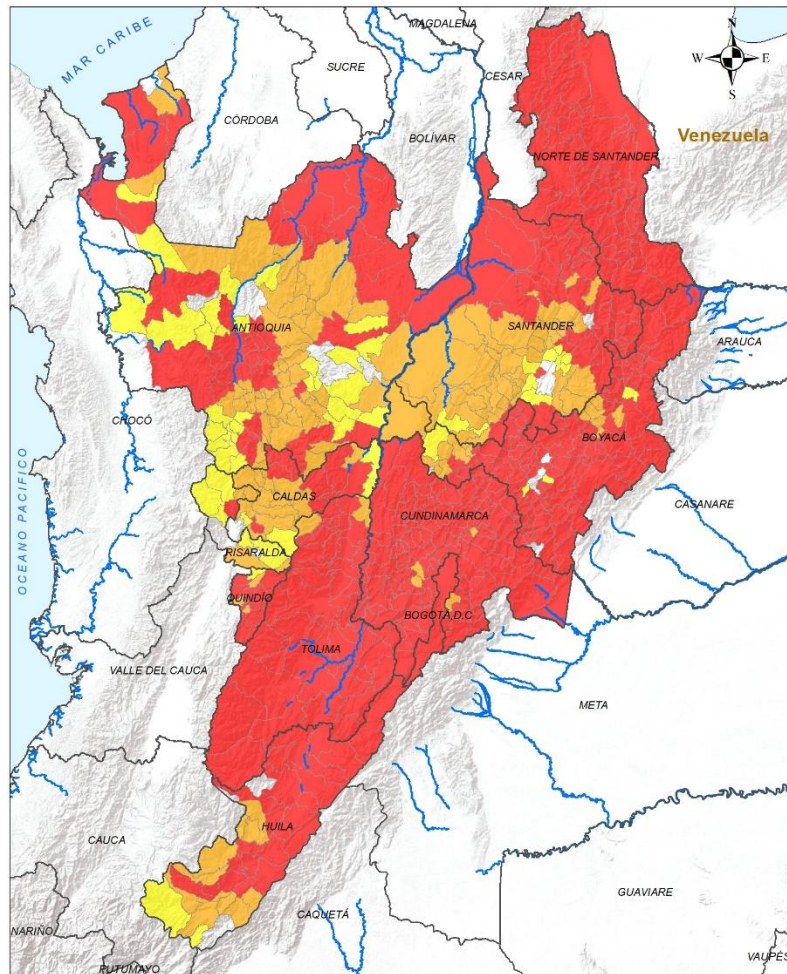 MAGDALENA
N
MAR CARIBE
W
E
S
SUCRE
CESAR
CÓRDOBA
BOLÍVAR
Venezuela
NORTE DE SANTANDER
ANTIOQUIA
SANTANDER
ARAUCA
CHOCÓ
BOYACÁ
OCEANO PACIFICO
CALDAS
CASANARE
CUNDINAMARCA
RISARALDA
QUINDÍO
BOGOTÁ, D.C
TOLIMA
VALLE DEL CAUCA
META
HUILA
CAUCA
GUAVIARE
CAQUETÁ
NARIÑO
PUTUMAYO
VAUPÉS